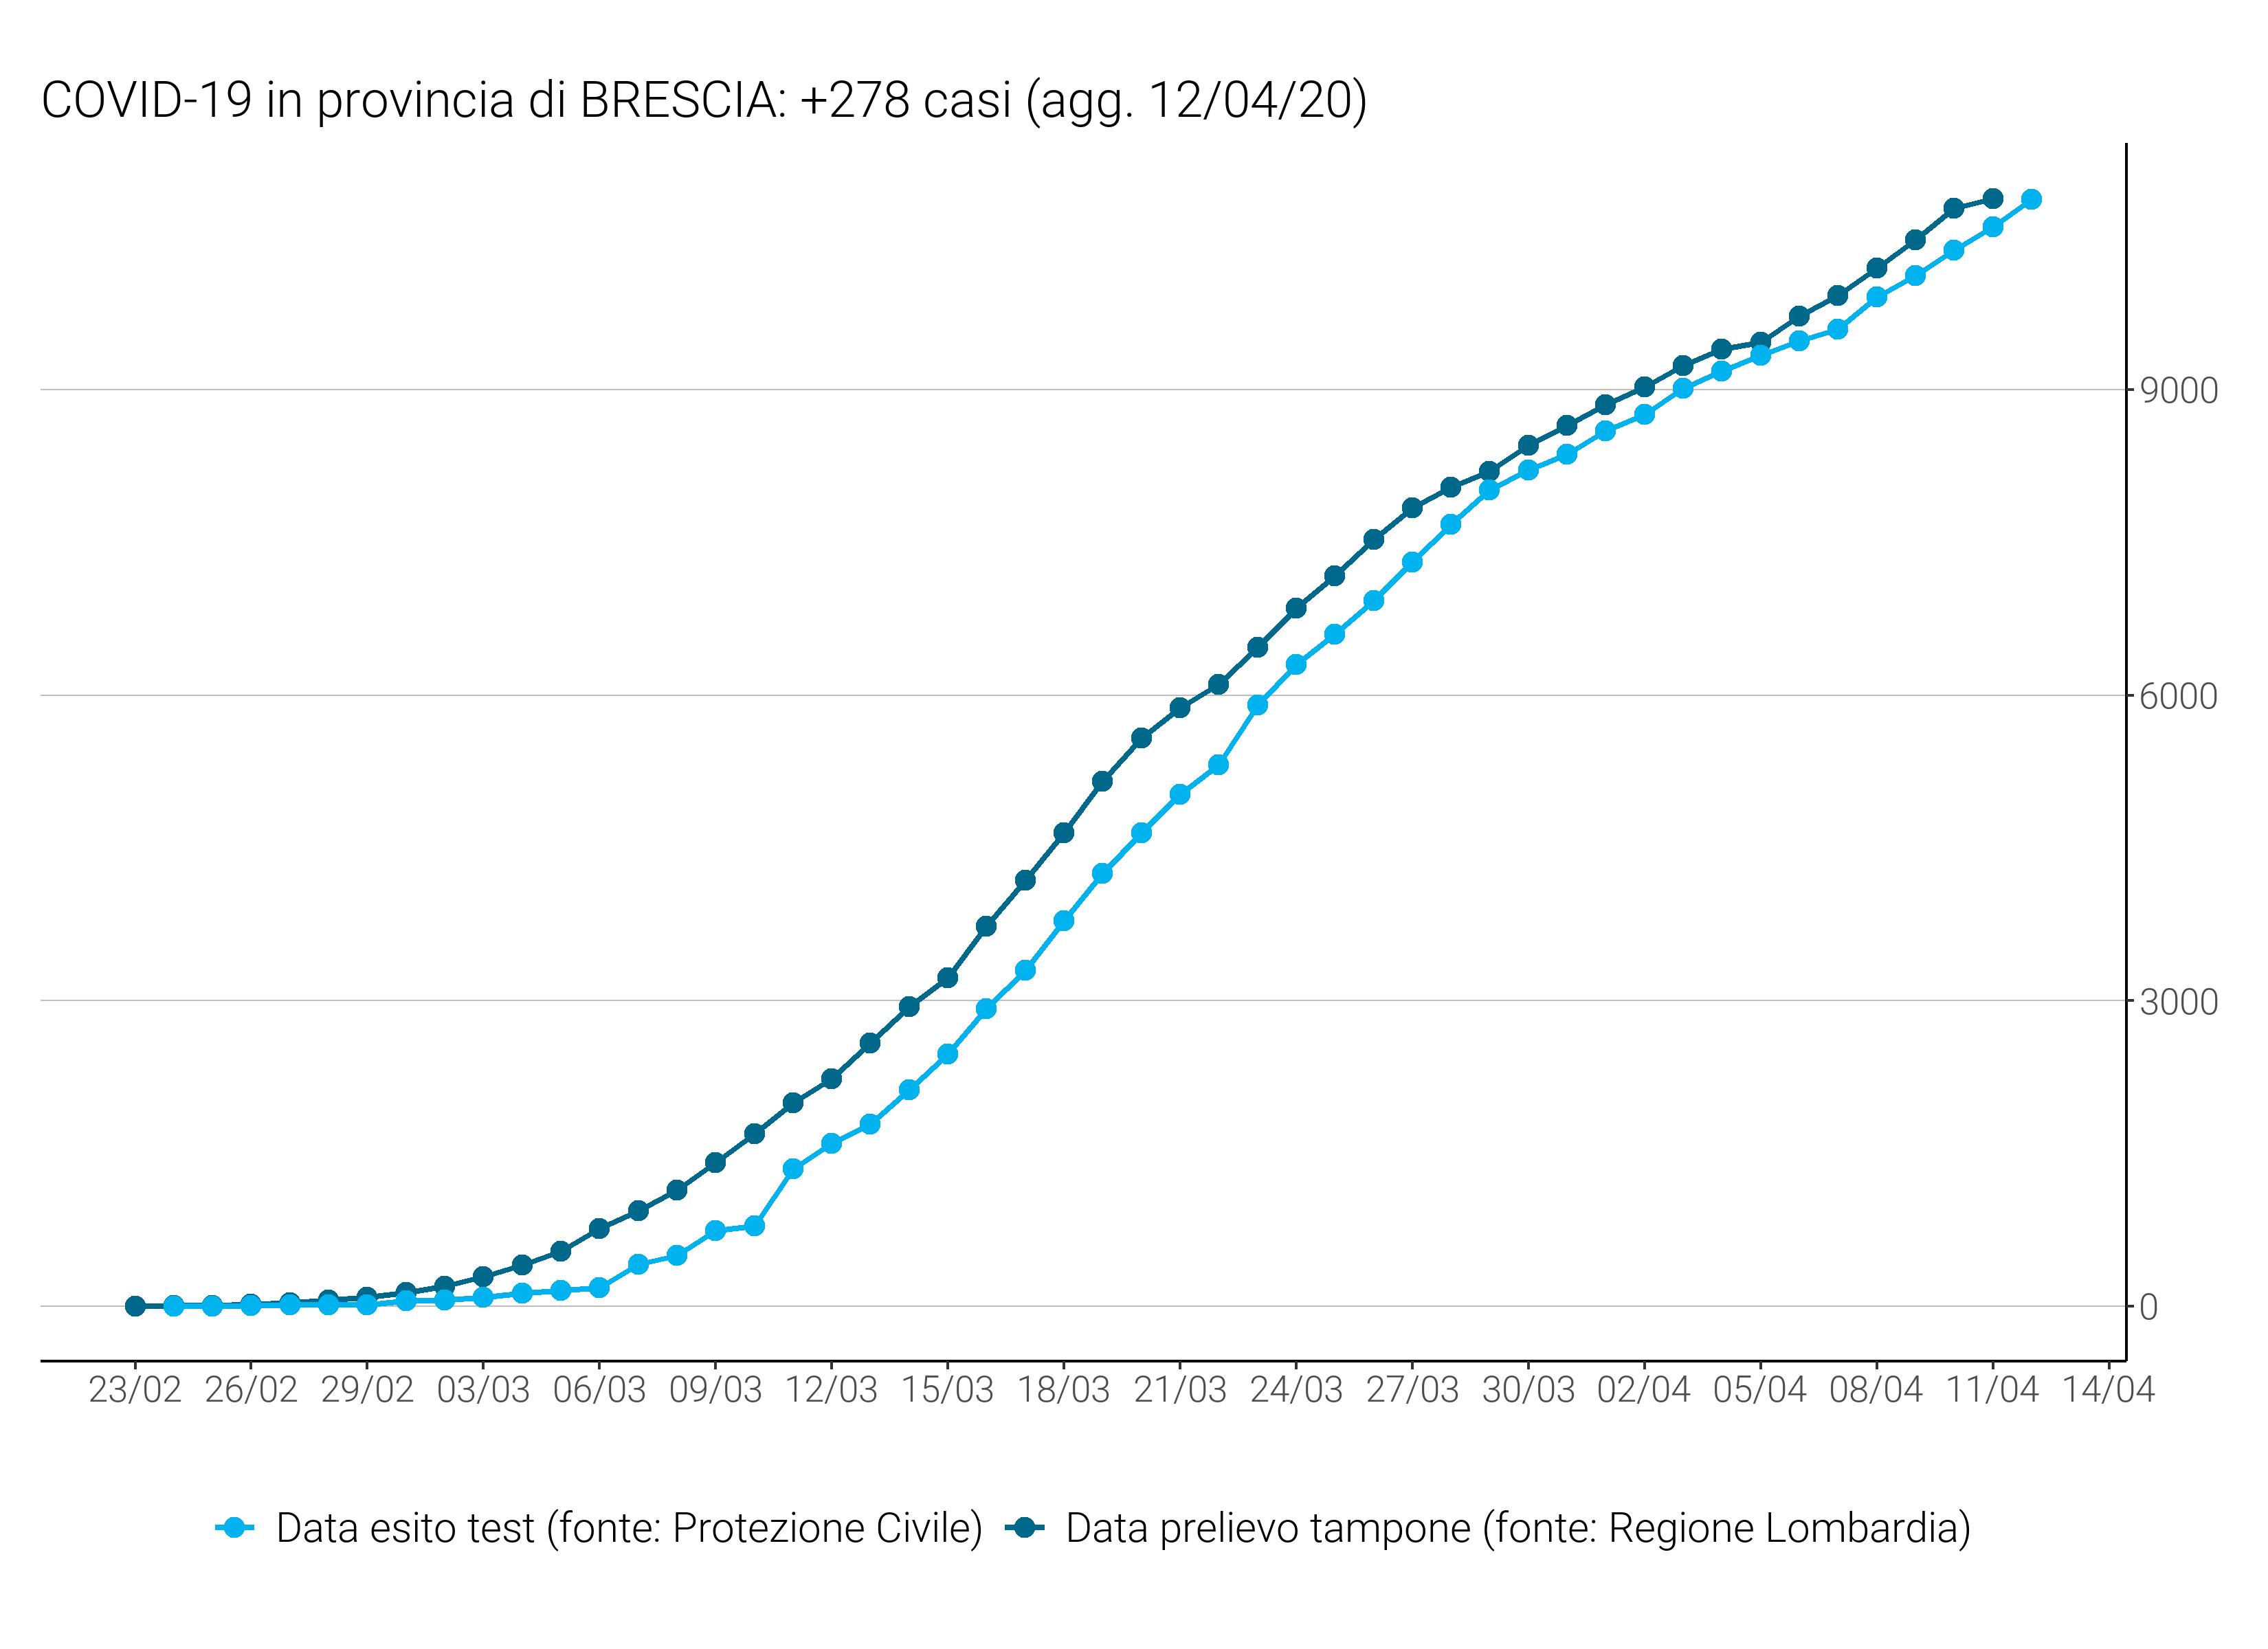 COVID-19 in provincia di BRESCIA: +278 casi (agg. 12/04/20)
9000
6000
3000
0
23/02 26/02 29/02 03/03 06/03 09/03 12/03 15/03 18/03 21/03 24/03 27/03 30/03 02/04 05/04 08/04 11/04 14/04
Data esito test (fonte: Protezione Civile) Data prelievo tampone (fonte: Regione Lombardia)